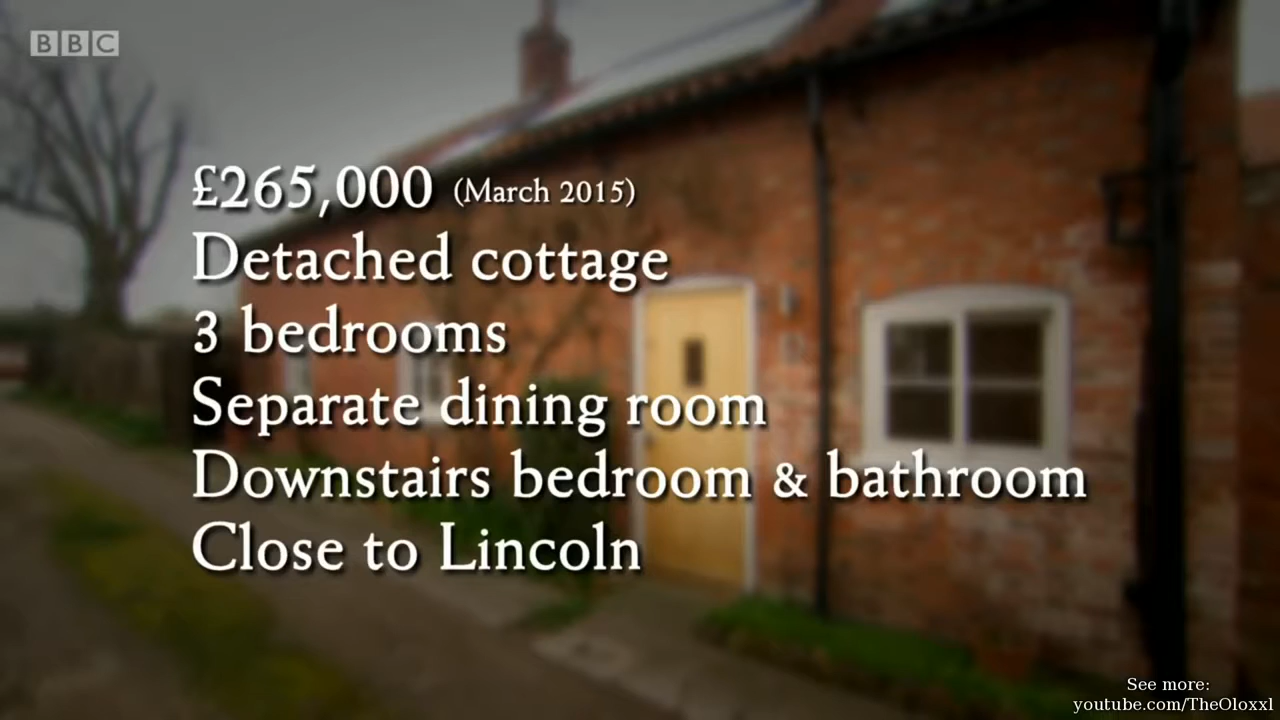 BBC
£265,000 (March 2015)
Detached cottage
3 bedrooms
Separate dining room
Downstairs bedroom & bathroom
Close to Lincoln
See more:
youtube.com/TheOloxxl